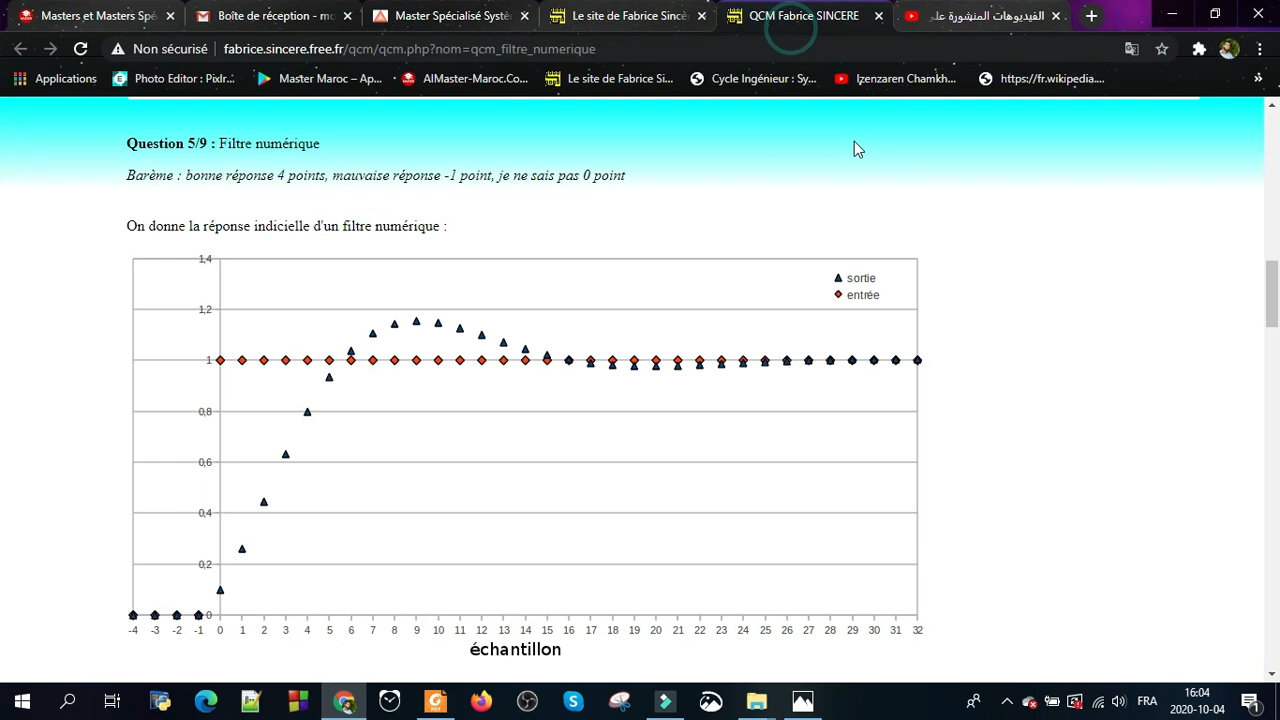 Masters et Masters Spé
Boîte de réception - mo
Master Spécialisé Systè
Le site de Fabrice Sincè
QCM Fabrice SINCERE
الفيديوهات المنشورة على
Non sécurisé
fabrice.sincere.free.fr/qcm/qcm.php?nom=qcm_filtre_numerique
Applications
Photo Editor : Pixlr...
Master Maroc – Ap...
AlMaster-Maroc.Co...
Le site de Fabrice Si...
Cycle Ingénieur : Sy...
Izenzaren Chamkh...
https://fr.wikipedia....
Question 5/9 : Filtre numérique
Barème : bonne réponse 4 points, mauvaise réponse -1 point, je ne sais pas 0 point
On donne la réponse indicielle d'un filtre numérique :
1,4
sortie
entrée
1,2
1
0,8
0,6
0,4
0,2
0
-4 -3 -2 -1 0 1 2 3 4 5 6 7 8 9 10 11 12 13 14 15 16 17 18 19 20 21 22 23 24 25 26 27 28 29 30 31 32
échantillon
FRA
16:04
2020-10-04